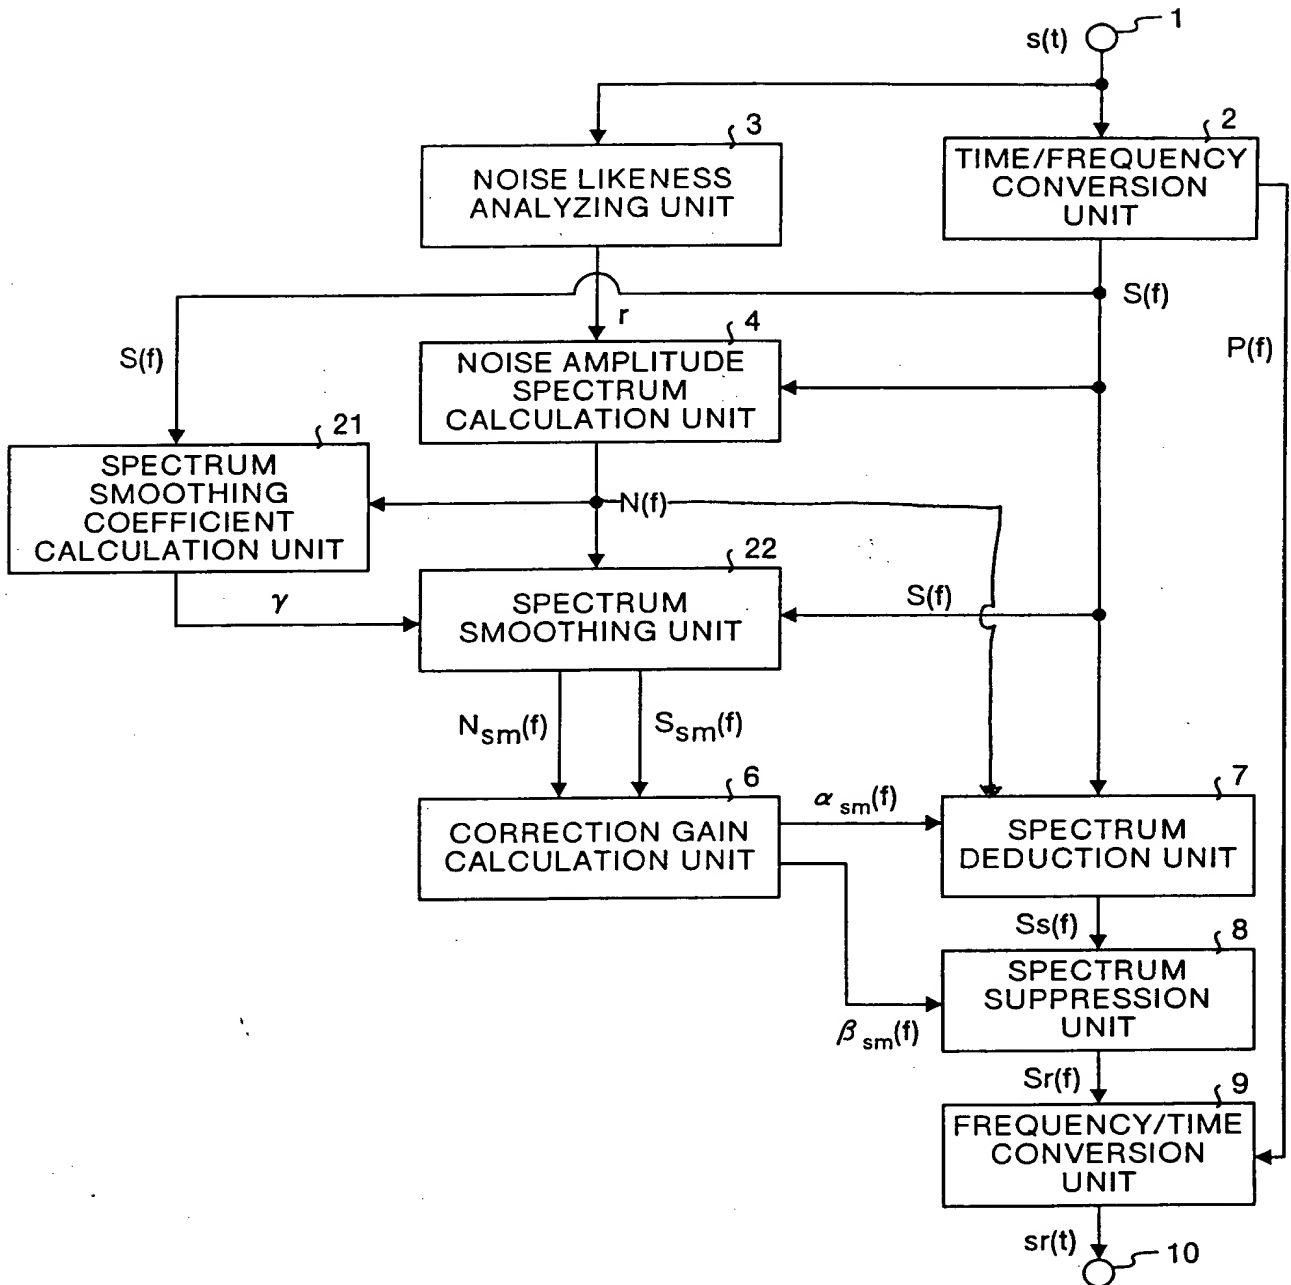 s(t)
1
3
NOISE LIKENESS
ANALYZING UNIT
2
TIME/FREQUENCY
CONVERSION
UNIT
S(f)
r
S(f)
P(f)
4
NOISE AMPLITUDE
SPECTRUM
CALCULATION UNIT
21
SPECTRUM
SMOOTHING
COEFFICIENT
CALCULATION UNIT
N(f)
γ
22
SPECTRUM
SMOOTHING UNIT
S(f)
Nsm(f)
Ssm(f)
6
CORRECTION GAIN
CALCULATION UNIT
αsm(f)
7
SPECTRUM
DEDUCTION UNIT
Ss(f)
βsm(f)
8
SPECTRUM
SUPPRESSION
UNIT
Sr(f)
9
FREQUENCY/TIME
CONVERSION
UNIT
sr(t)
10